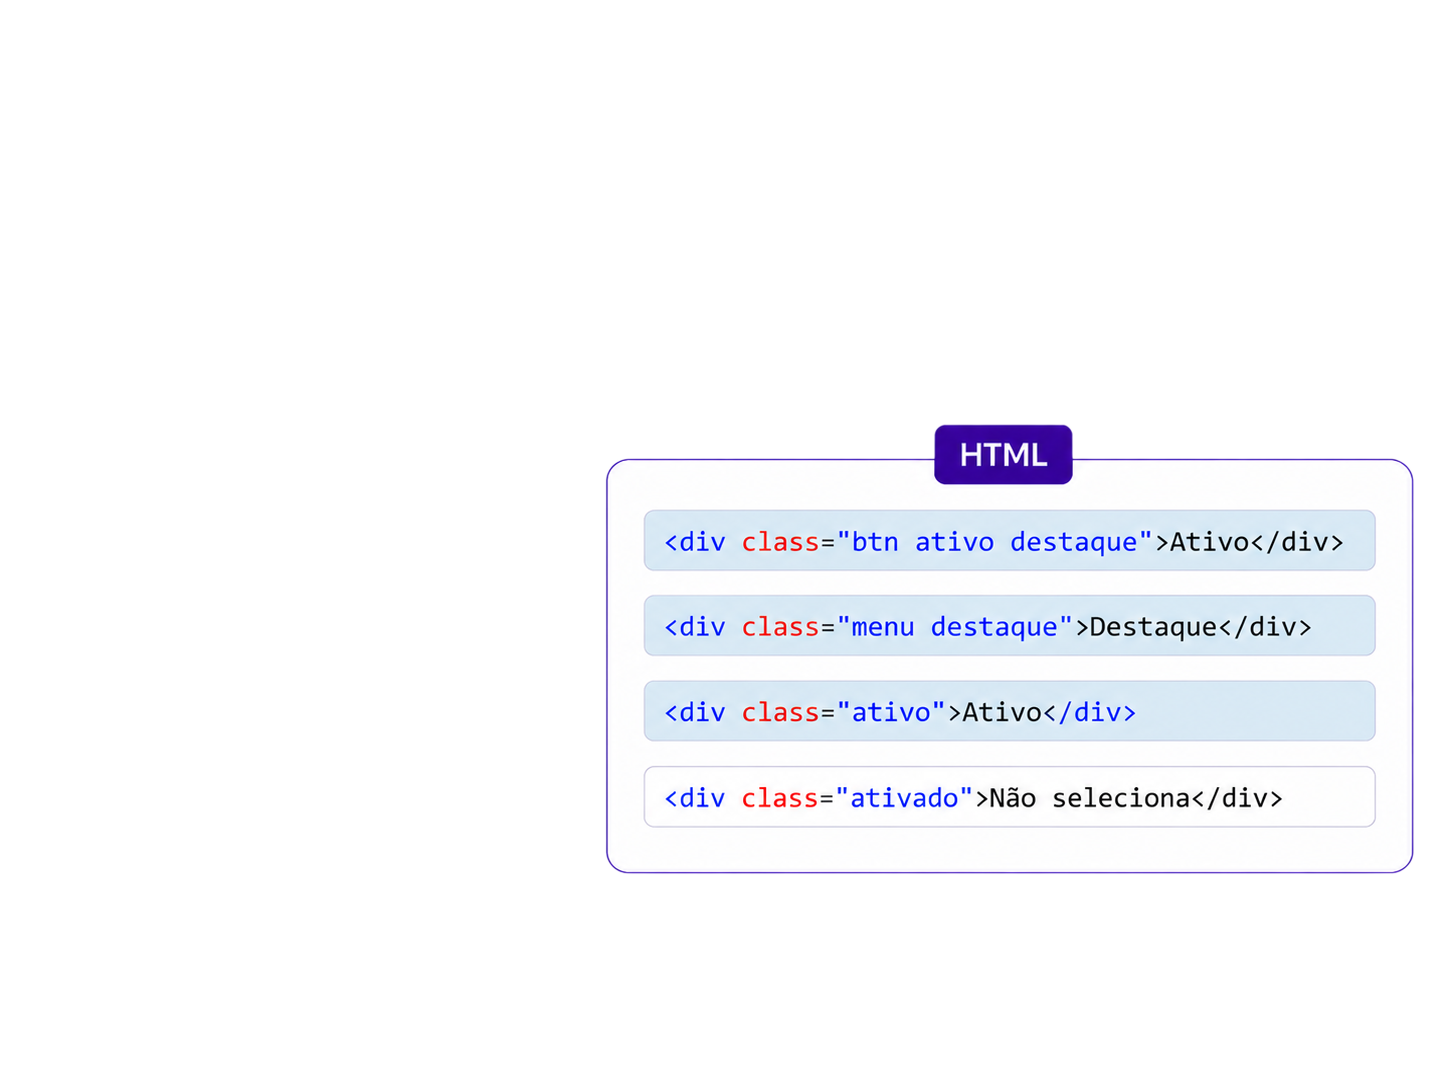 HTML
<div class="btn ativo destaque">Ativo</div>
<div class="menu destaque">Destaque</div>
<div class="ativo">Ativo</div>
<div class="ativado">Não seleciona</div>